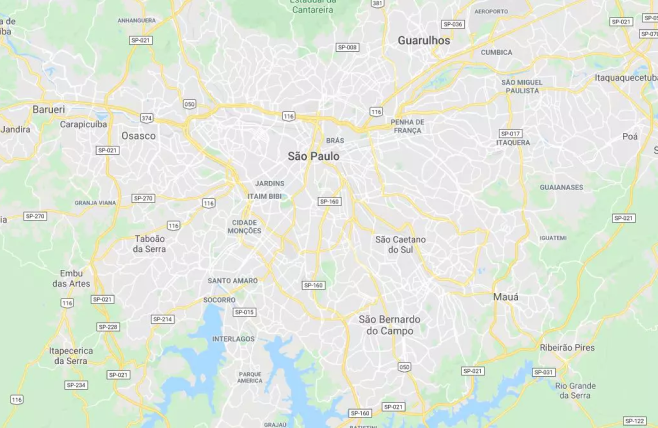 Estadual da
Cantareira
381
AEROPORTO
ANHANGUERA
SP-036
SP-021
SP-021
Guarulhos
SP-008
CUMBICA
SÃO MIGUEL
PAULISTA
Itaquaquecetu
Barueri
050
116
116
374
Carapicuíba
Jandira
Osasco
PENHA DE
FRANÇA
SP-017
Poá
BRÁS
ITAQUERA
SP-021
São Paulo
JARDINS
GUAIANASES
ITAIM BIBI
SP-270
GRANJA VIANA
116
SP-160
SP-270
116
CIDADE
MONÇÕES
SP-021
Taboão
da Serra
São Caetano
do Sul
IGUATEMI
Embu
das Artes
SANTO AMARO
SP-160
SOCORRO
Mauá
116
SP-021
SP-015
SP-214
SP-228
São Bernardo
do Campo
INTERLAGOS
Ribeirão Pires
Itapecerica
da Serra
050
SP-021
SP-021
SP-031
PARQUE
AMERICA
SP-234
Rio Grande
da Serra
116
SP-021
SP-160
SP-122
GRAJAÚ